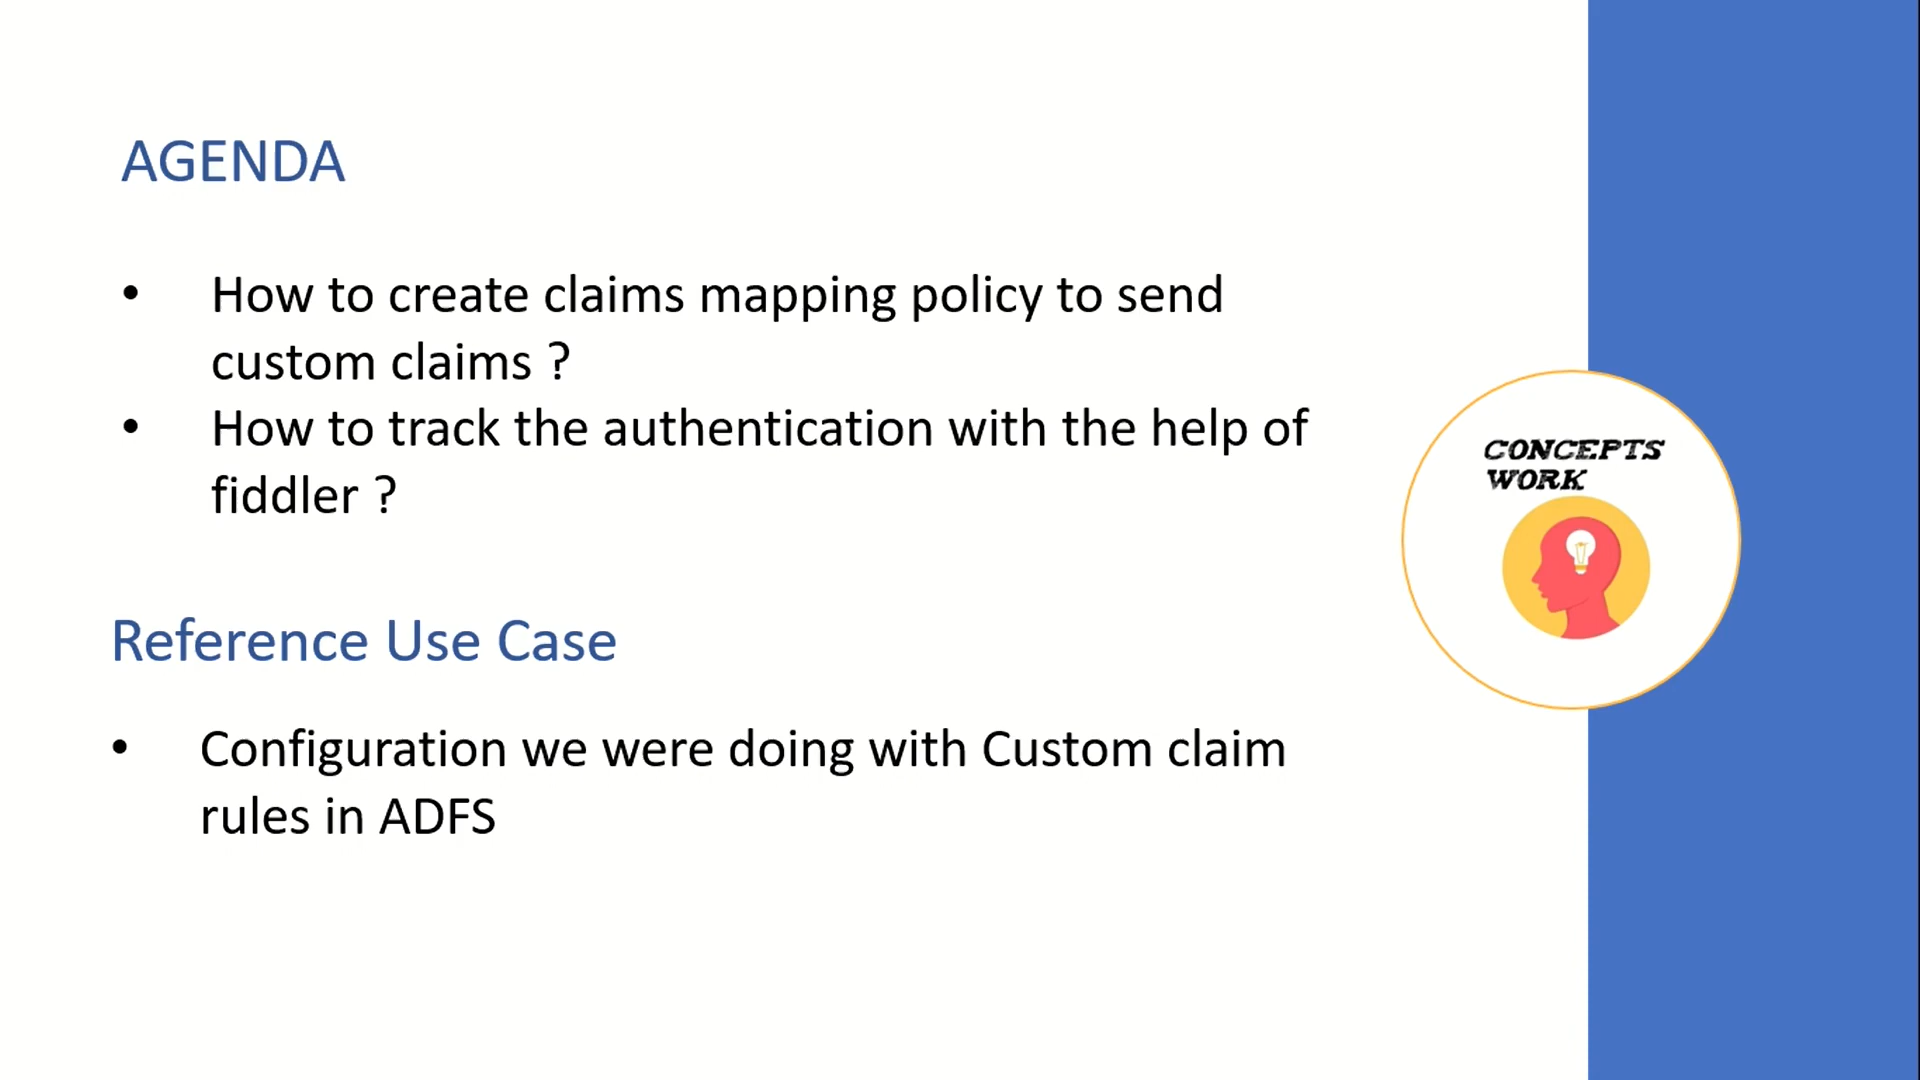 AGENDA
• How to create claims mapping policy to send
custom claims ?
• How to track the authentication with the help of
fiddler ?
CONCEPTS
WORK
Reference Use Case
• Configuration we were doing with Custom claim
rules in ADFS